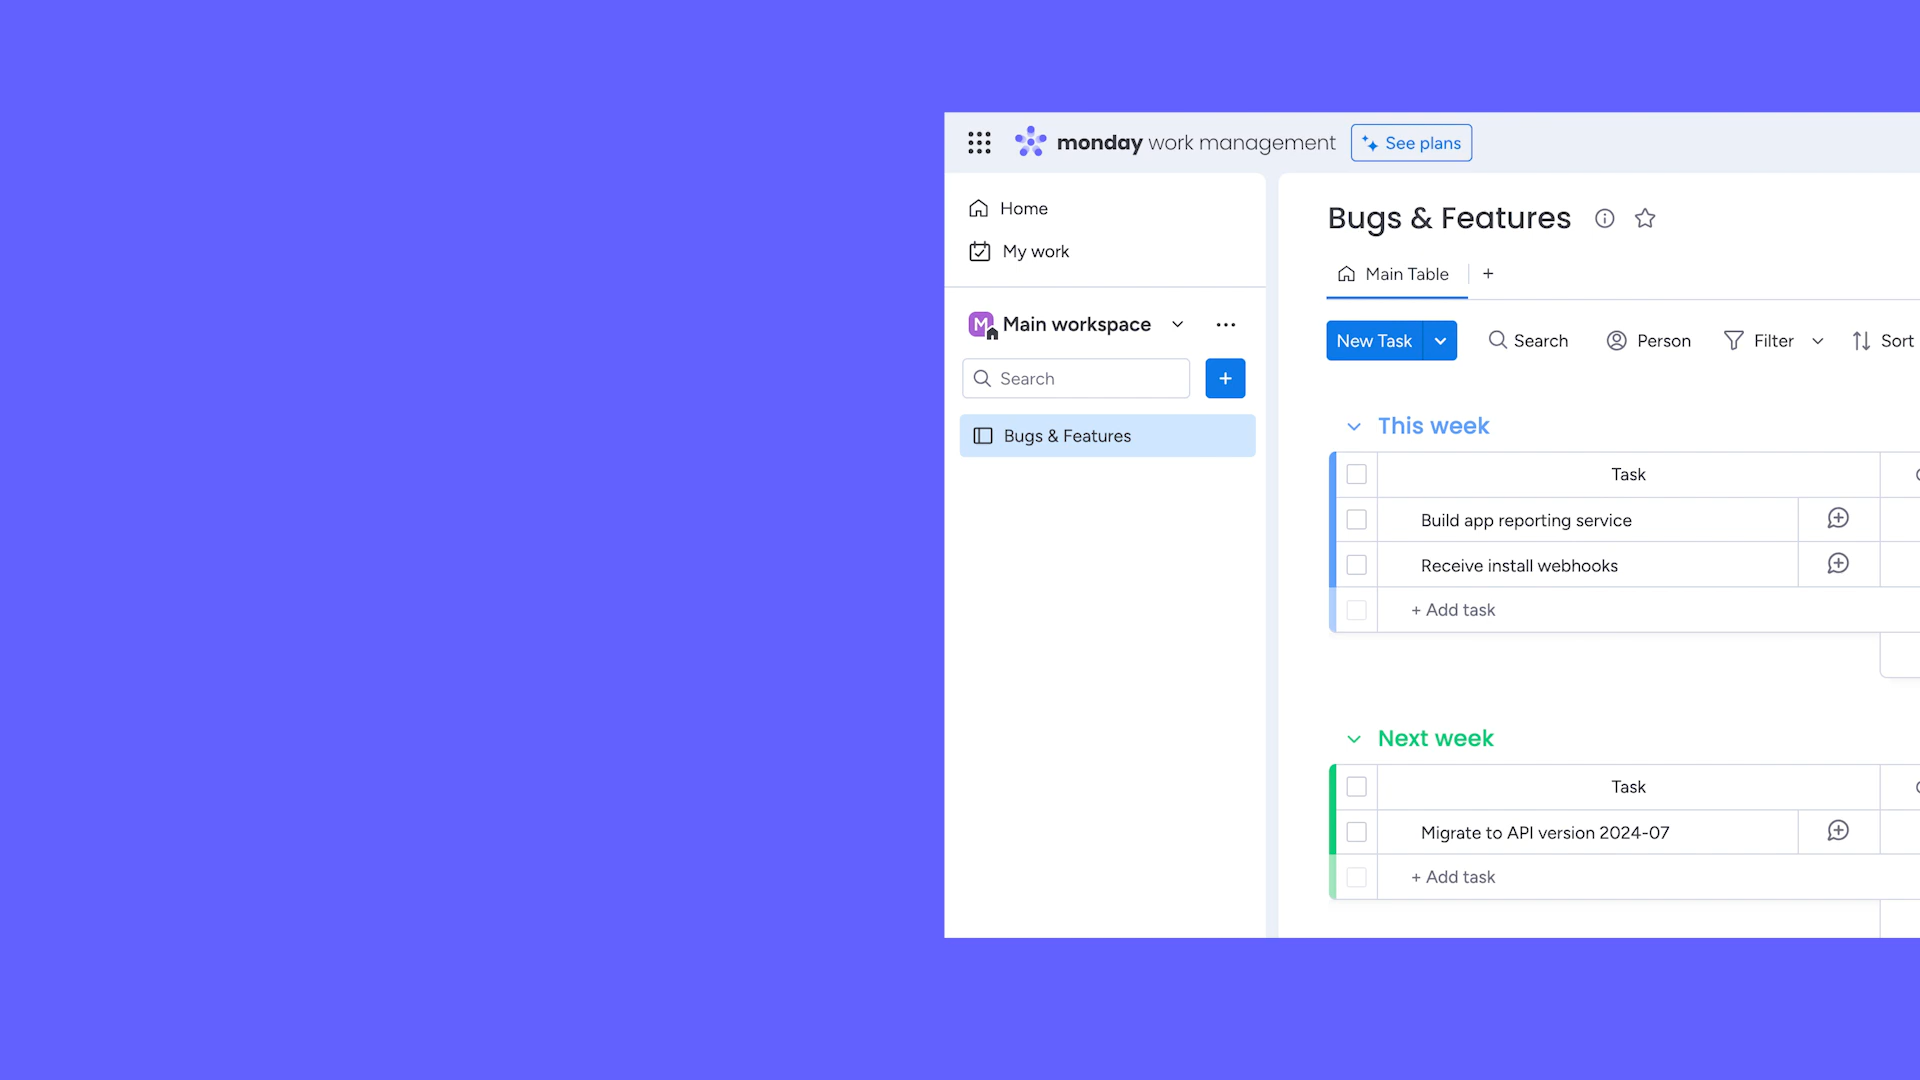 monday work management
See plans
Home
My work
M Main workspace
Search
+
Bugs & Features
Bugs & Features
Main Table
+
New Task
Search
Person
Filter
Sort
This week
Task
Build app reporting service
Receive install webhooks
+ Add task
Next week
Task
Migrate to API version 2024-07
+ Add task